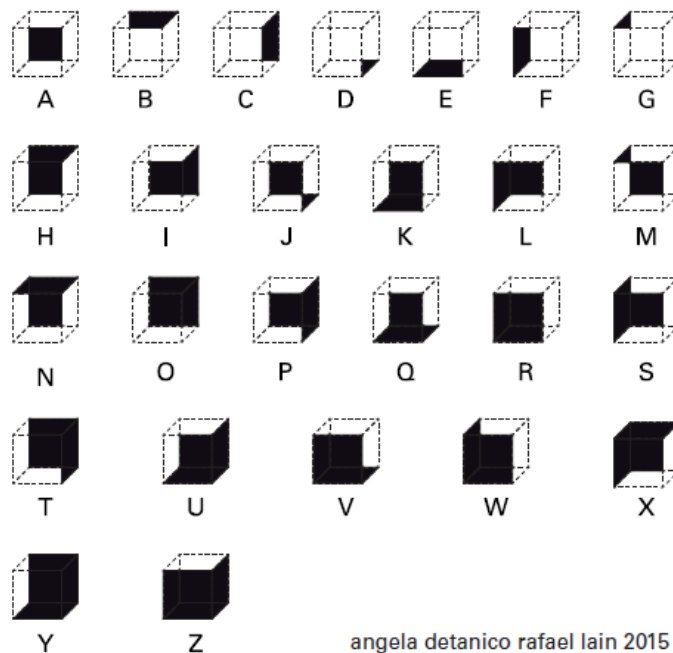 A B C D E F G
H I J K L M
N O P Q R S
T U V W X
Y Z
angela detanico rafael lain 2015